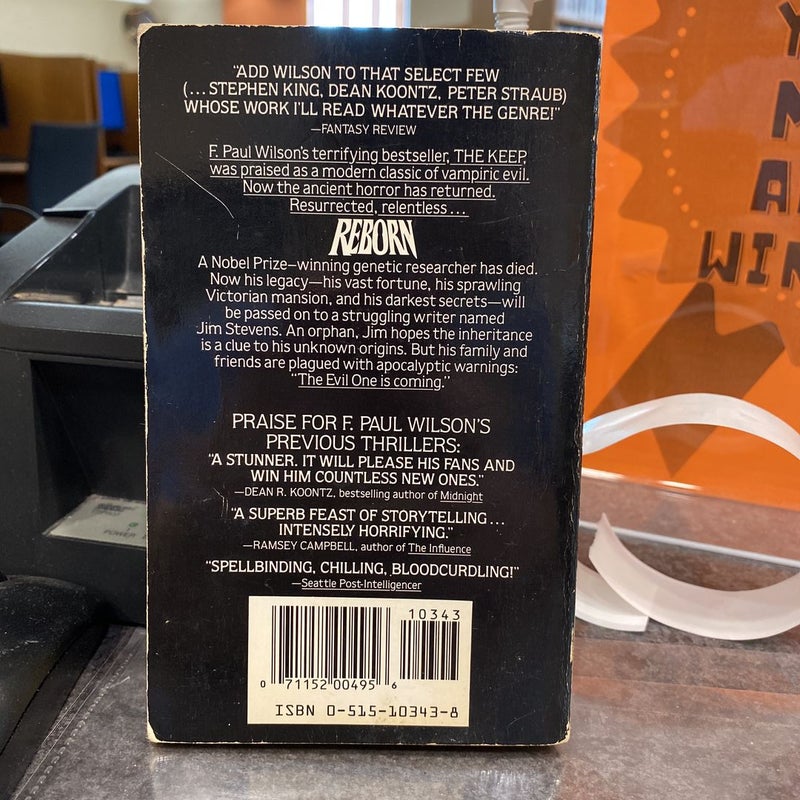 "ADD WILSON TO THAT SELECT FEW
(...STEPHEN KING, DEAN KOONTZ, PETER STRAUB)
WHOSE WORK I'LL READ WHATEVER THE GENRE!"
—FANTASY REVIEW
F. Paul Wilson's terrifying bestseller, THE KEEP,
was praised as a modern classic of vampiric evil.
Now the ancient horror has returned.
Resurrected, relentless...
REBORN
A Nobel Prize–winning genetic researcher has died.
Now his legacy—his vast fortune, his sprawling
Victorian mansion, and his darkest secrets—will
be passed on to a struggling writer named
Jim Stevens. An orphan, Jim hopes the inheritance
is a clue to his unknown origins. But his family and
friends are plagued with apocalyptic warnings:
"The Evil One is coming."
PRAISE FOR F. PAUL WILSON'S
PREVIOUS THRILLERS:
"A STUNNER. IT WILL PLEASE HIS FANS AND
WIN HIM COUNTLESS NEW ONES."
—DEAN R. KOONTZ, bestselling author of Midnight
"A SUPERB FEAST OF STORYTELLING...
INTENSELY HORRIFYING."
—RAMSEY CAMPBELL, author of The Influence
"SPELLBINDING, CHILLING, BLOODCURDLING!"
—Seattle Post-Intelligencer
10343
0 71152 00495 6
ISBN 0-515-10343-8
POWER